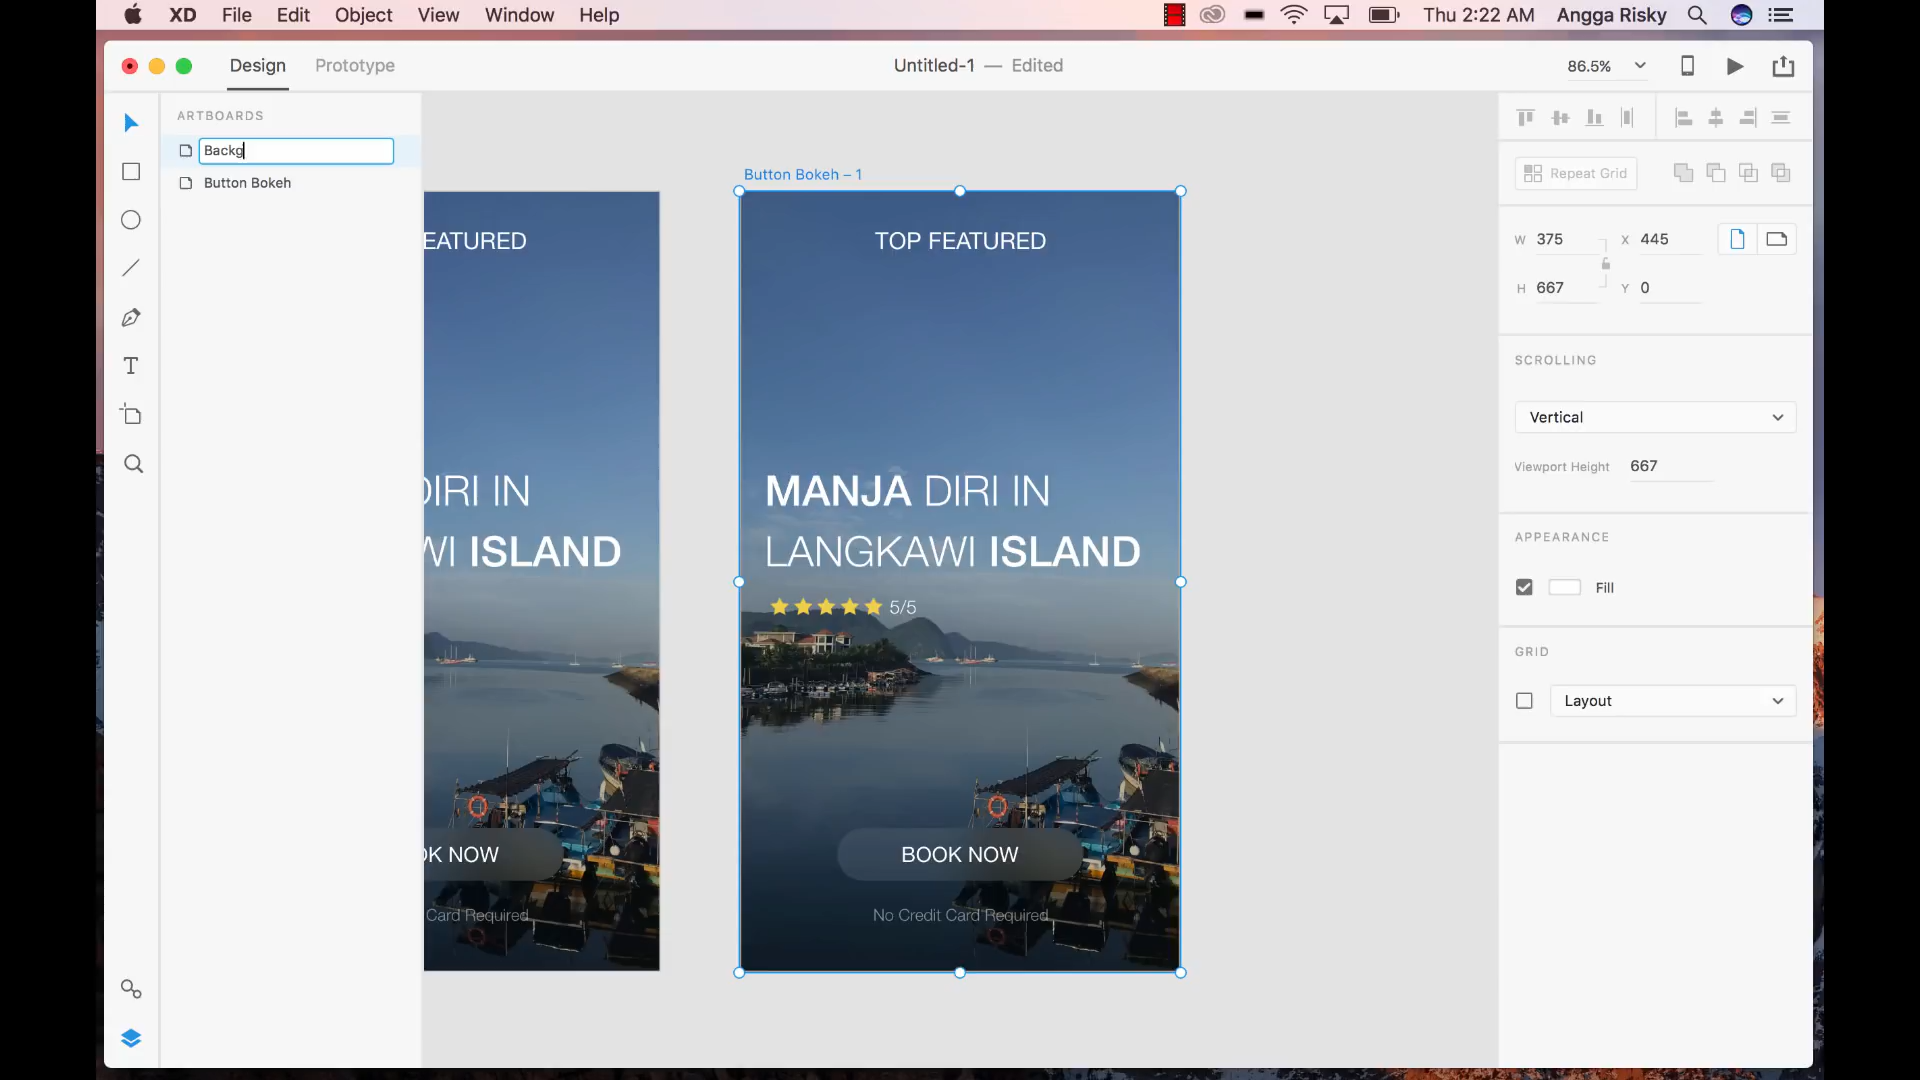 XD File Edit Object View Window Help
Thu 2:22 AM Angga Risky
Design Prototype
Untitled-1 — Edited
86.5%
ARTBOARDS
Backg
Button Bokeh
EATURED
DIRI IN
WI ISLAND
OK NOW
Card Required
Button Bokeh – 1
TOP FEATURED
MANJA DIRI IN
LANGKAWI ISLAND
5/5
BOOK NOW
No Credit Card Required
Repeat Grid
W 375 X 445
H 667 Y 0
SCROLLING
Vertical
Viewport Height 667
APPEARANCE
Fill
GRID
Layout